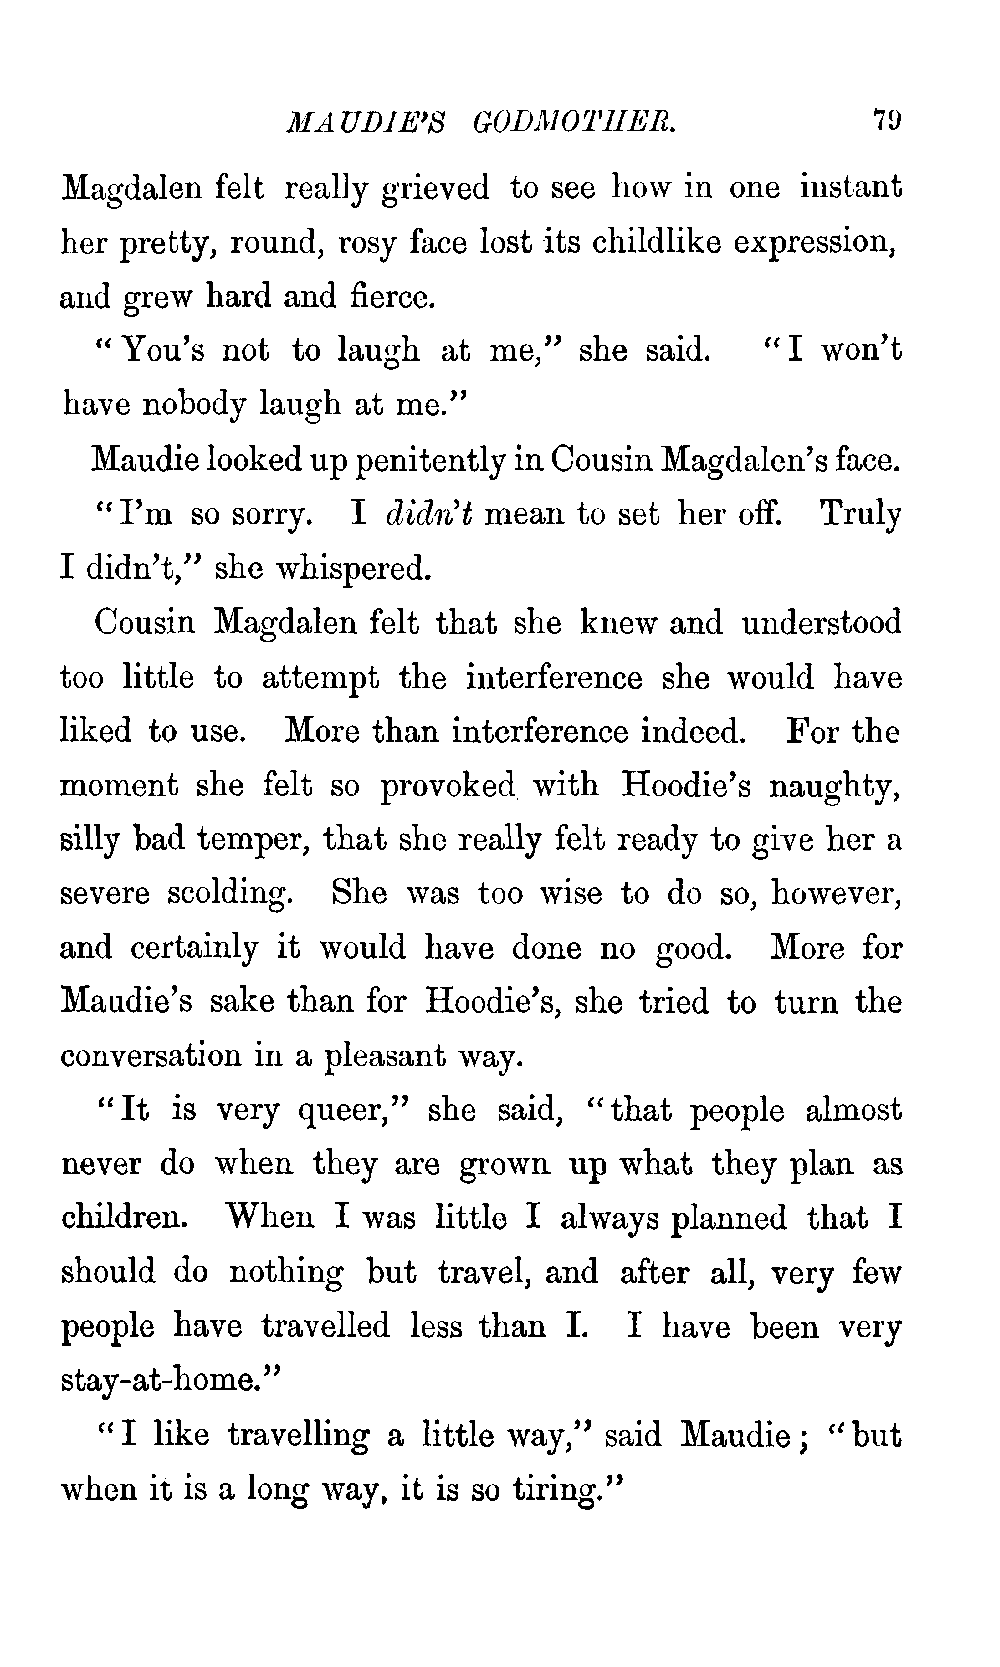 MAUDIE'S GODMOTHER. 79
Magdalen felt really grieved to see how in one instant
her pretty, round, rosy face lost its childlike expression,
and grew hard and fierce.
"You's not to laugh at me," she said. "I won't
have nobody laugh at me."
Maudie looked up penitently in Cousin Magdalen's face.
"I'm so sorry. I didn't mean to set her off. Truly
I didn't," she whispered.
Cousin Magdalen felt that she knew and understood
too little to attempt the interference she would have
liked to use. More than interference indeed. For the
moment she felt so provoked with Hoodie's naughty,
silly bad temper, that she really felt ready to give her a
severe scolding. She was too wise to do so, however,
and certainly it would have done no good. More for
Maudie's sake than for Hoodie's, she tried to turn the
conversation in a pleasant way.
"It is very queer," she said, "that people almost
never do when they are grown up what they plan as
children. When I was little I always planned that I
should do nothing but travel, and after all, very few
people have travelled less than I. I have been very
stay-at-home."
"I like travelling a little way," said Maudie; "but
when it is a long way, it is so tiring."